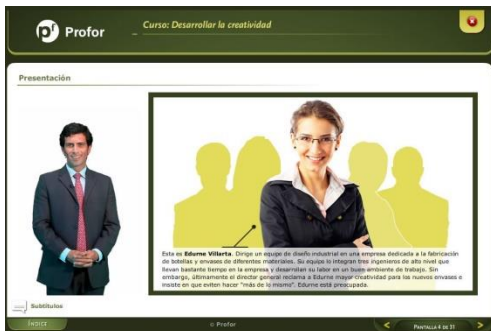 Profor
Curso: Desarrollar la creatividad
Presentación
Esta es Edurne Villarta. Dirige un equipo de diseño industrial en una empresa dedicada a la fabricación
de botellas y envases de diferentes materiales. Su equipo lo integran tres ingenieros de alto nivel que
llevan bastante tiempo en la empresa y desarrollan su labor en un buen ambiente de trabajo. Sin
embargo, últimamente el director general reclama a Edurne mayor creatividad para los nuevos envases e
insiste en que eviten hacer "más de lo mismo". Edurne está preocupada.
Subtítulos
ÍNDICE
© Profor
PANTALLA 4 DE 31